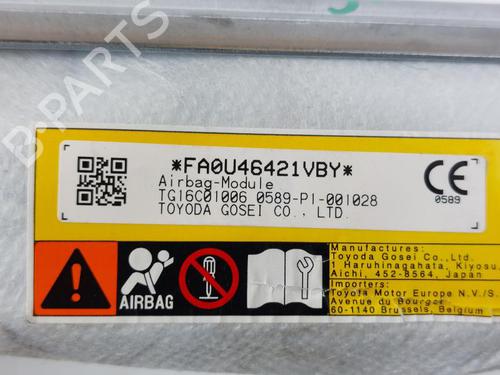 *FA0U46421VBY*
Airbag-Module
TG16C01006 0589-P1-001028
TOYODA GOSEI CO., LTD.
CE
0589
AIRBAG
Manufacturers:
Toyoda Gosei Co.,Ltd.
1 Haruhinagahata, Kiyosu,
Aichi, 452-8564, Japan
Importers:
Toyota Motor Europe N.V./S
Avenue du Bourget
60-1140 Brussels, Belgium
B-PARTS